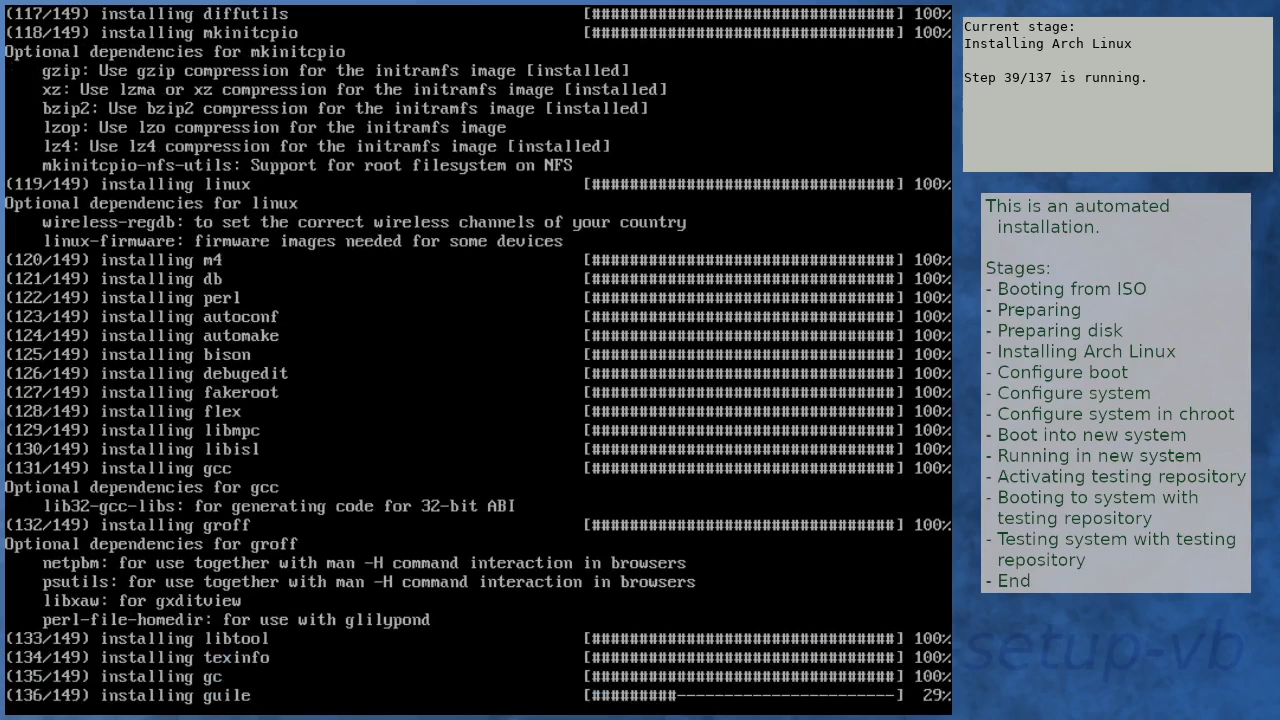 (117/149) installing diffutils [################################] 100%
(118/149) installing mkinitcpio [################################] 100%
Optional dependencies for mkinitcpio
gzip: Use gzip compression for the initramfs image [installed]
xz: Use lzma or xz compression for the initramfs image [installed]
bzip2: Use bzip2 compression for the initramfs image [installed]
lzop: Use lzo compression for the initramfs image
lz4: Use lz4 compression for the initramfs image [installed]
mkinitcpio-nfs-utils: Support for root filesystem on NFS
(119/149) installing linux [################################] 100%
Optional dependencies for linux
wireless-regdb: to set the correct wireless channels of your country
linux-firmware: firmware images needed for some devices
(120/149) installing m4 [################################] 100%
(121/149) installing db [################################] 100%
(122/149) installing perl [################################] 100%
(123/149) installing autoconf [################################] 100%
(124/149) installing automake [################################] 100%
(125/149) installing bison [################################] 100%
(126/149) installing debugedit [################################] 100%
(127/149) installing fakeroot [################################] 100%
(128/149) installing flex [################################] 100%
(129/149) installing libmpc [################################] 100%
(130/149) installing libisl [################################] 100%
(131/149) installing gcc [################################] 100%
Optional dependencies for gcc
lib32-gcc-libs: for generating code for 32-bit ABI
(132/149) installing groff [################################] 100%
Optional dependencies for groff
netpbm: for use together with man -H command interaction in browsers
psutils: for use together with man -H command interaction in browsers
libxaw: for gxditview
perl-file-homedir: for use with glilypond
(133/149) installing libtool [################################] 100%
(134/149) installing texinfo [################################] 100%
(135/149) installing gc [################################] 100%
(136/149) installing guile [#########-----------------------] 29%
Current stage:
Installing Arch Linux
Step 39/137 is running.
This is an automated
installation.
Stages:
- Booting from ISO
- Preparing
- Preparing disk
- Installing Arch Linux
- Configure boot
- Configure system
- Configure system in chroot
- Boot into new system
- Running in new system
- Activating testing repository
- Booting to system with
testing repository
- Testing system with testing
repository
- End
setup-vb